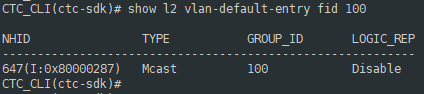 CTC_CLI(ctc-sdk)# show l2 vlan-default-entry fid 100
NHID TYPE GROUP_ID LOGIC_REP
----------------------------------------------------------------
647(I:0x80000287) Mcast 100 Disable
CTC_CLI(ctc-sdk)#